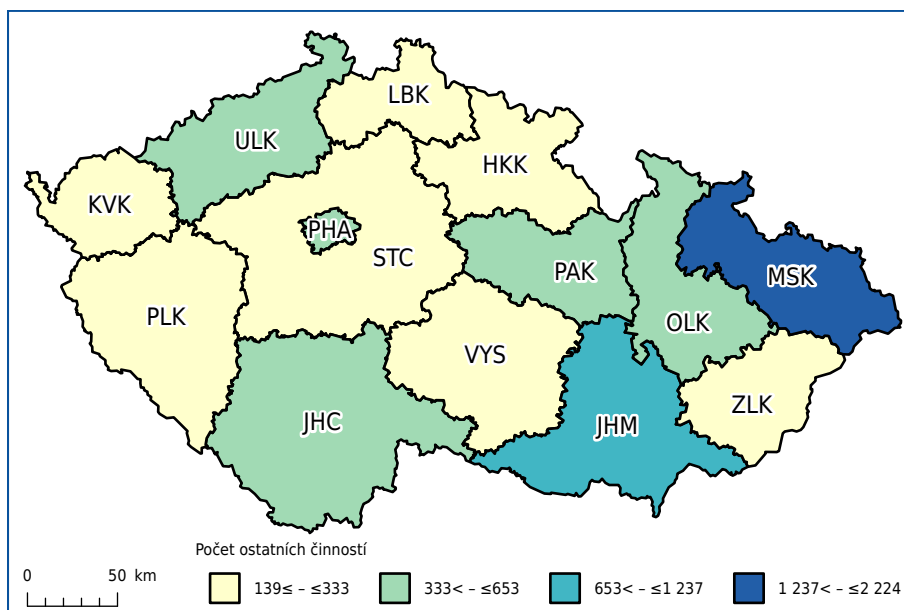 LBK
ULK
HKK
KVK
PHA
STC
PAK
MSK
PLK
OLK
VYS
ZLK
JHC
JHM
Počet ostatních činností
0 50 km
139≤ – ≤333
333< – ≤653
653< – ≤1 237
1 237< – ≤2 224